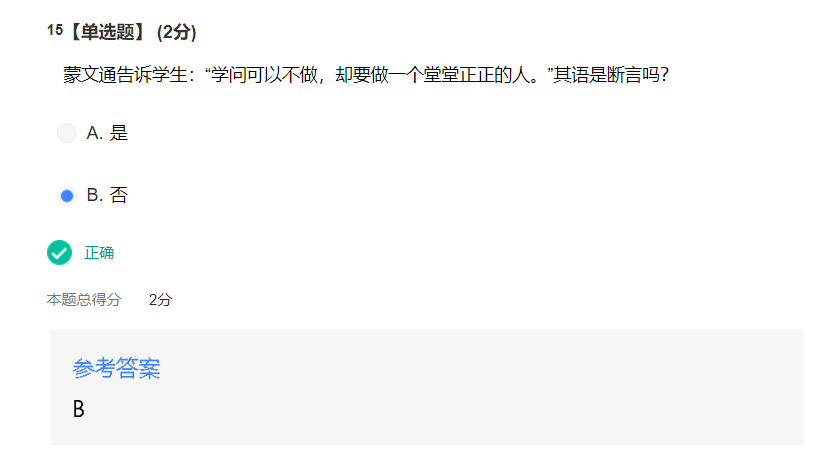 15【单选题】 (2分)
蒙文通告诉学生：“学问可以不做，却要做一个堂堂正正的人。”其语是断言吗？
A. 是
B. 否
正确
本题总得分 2分
参考答案
B